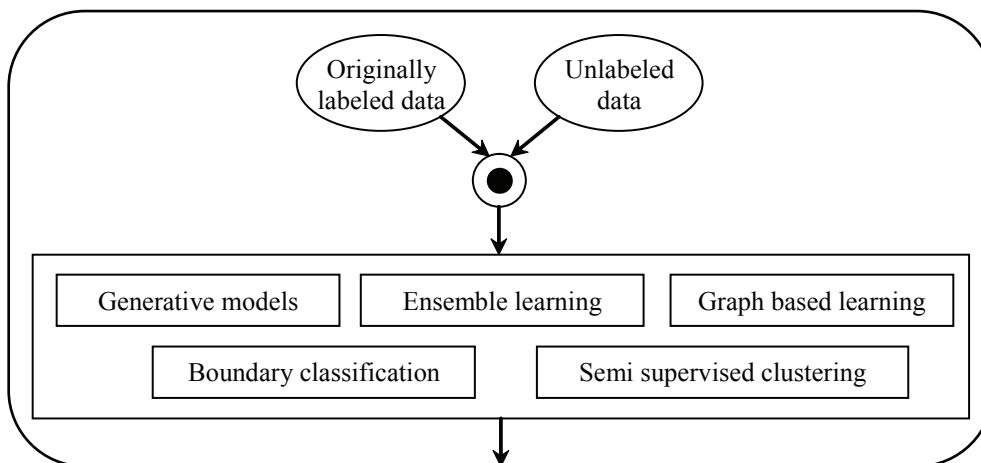 Originally
labeled data
Unlabeled
data
Generative models
Ensemble learning
Graph based learning
Boundary classification
Semi supervised clustering